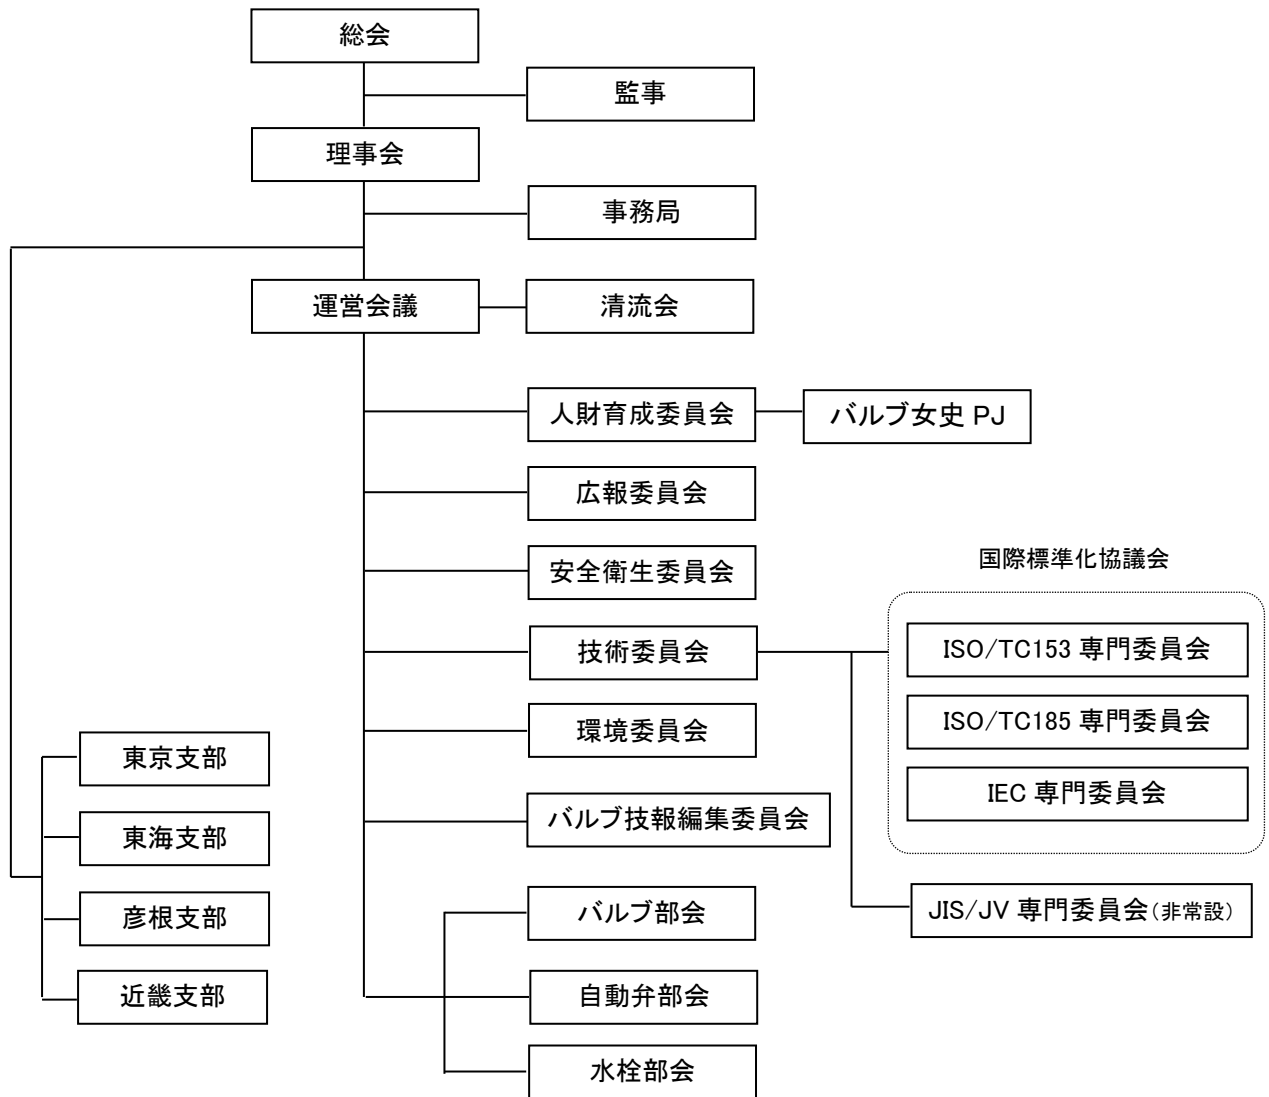 総会
監事
理事会
事務局
運営会議
清流会
人財育成委員会
バルブ女史 PJ
広報委員会
安全衛生委員会
国際標準化協議会
技術委員会
ISO/TC153 専門委員会
ISO/TC185 専門委員会
IEC 専門委員会
環境委員会
バルブ技報編集委員会
JIS/JV 専門委員会(非常設)
バルブ部会
自動弁部会
水栓部会
東京支部
東海支部
彦根支部
近畿支部